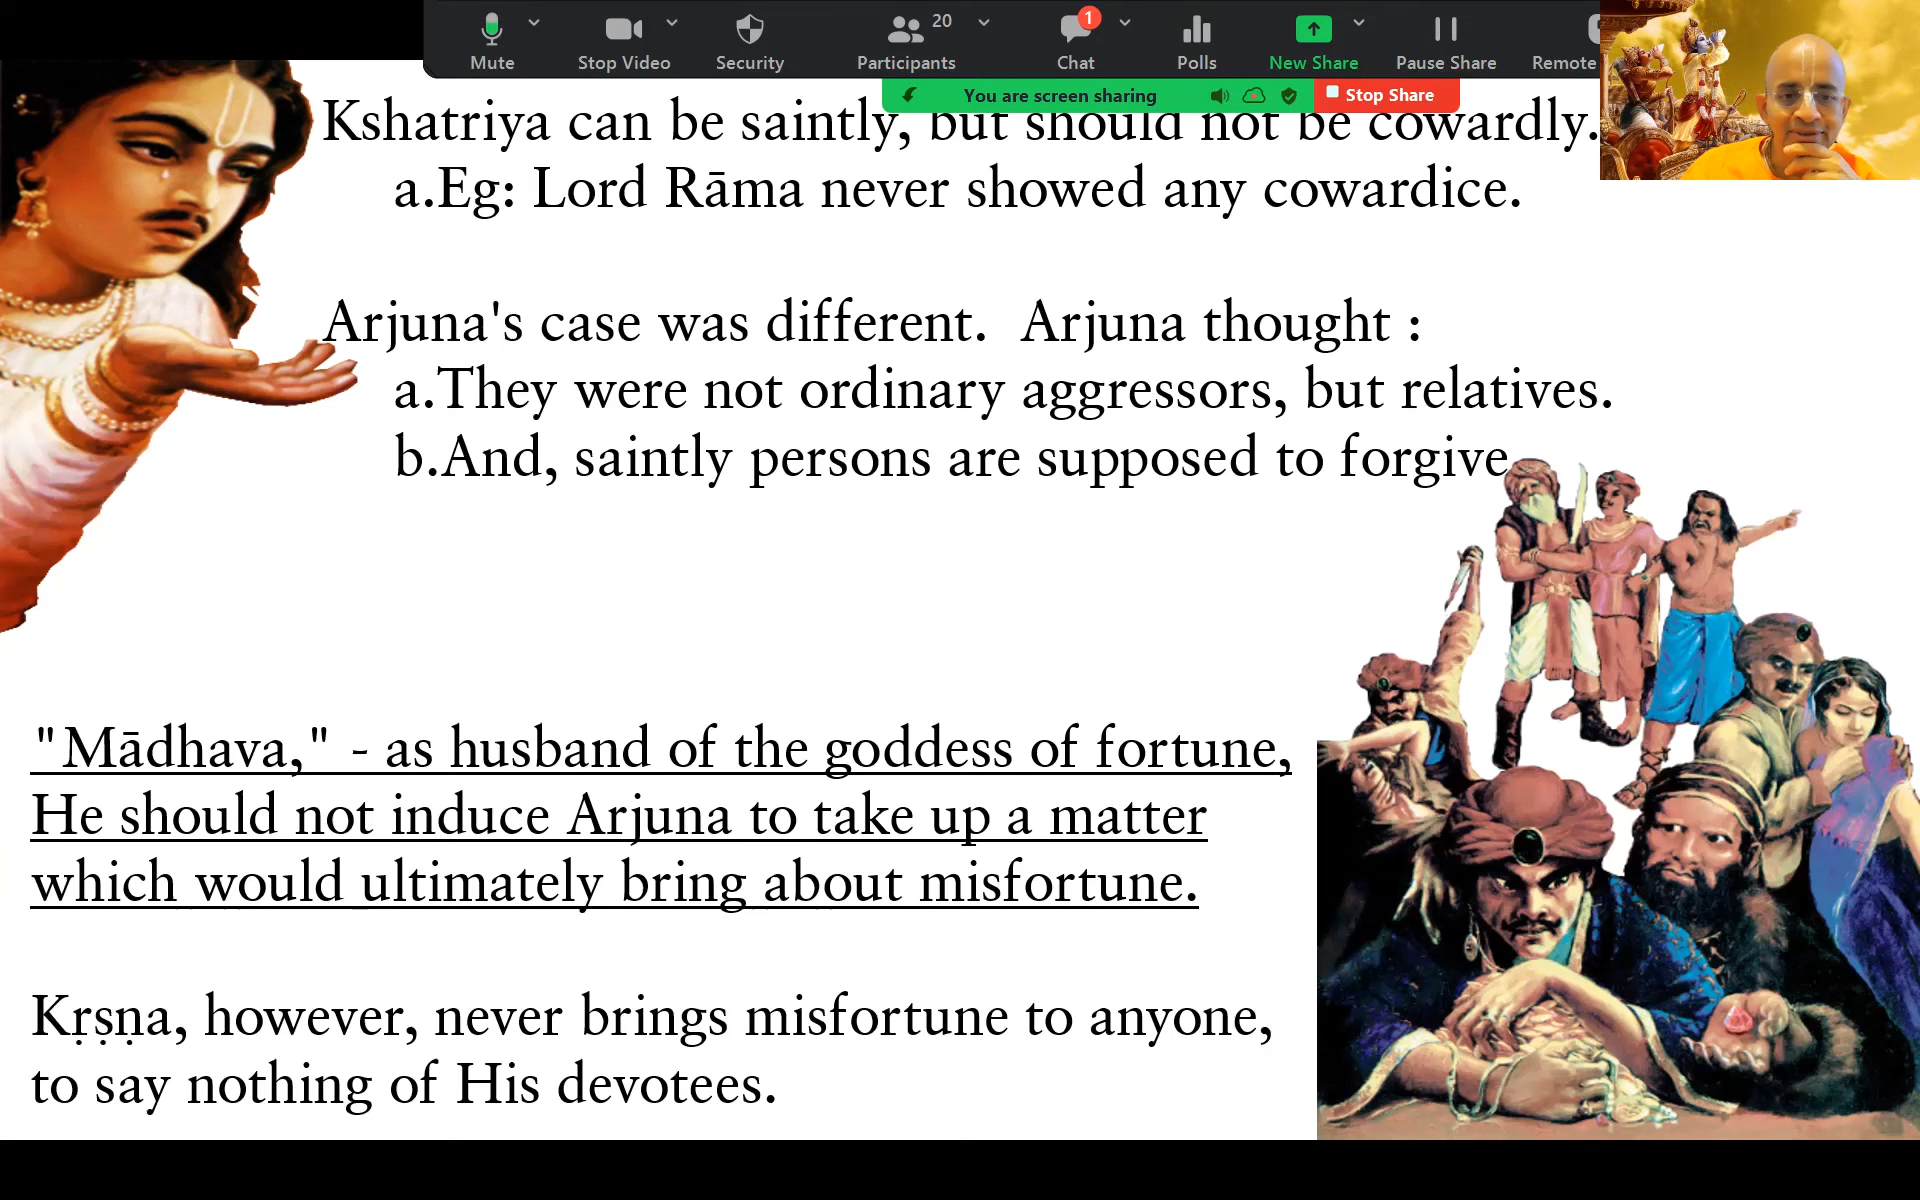 20
1
Mute
Stop Video
Security
Participants
Chat
Polls
New Share
Pause Share
Remote
You are screen sharing
Stop Share
Kshatriya can be saintly, but should not be cowardly.
a.Eg: Lord Rāma never showed any cowardice.
Arjuna's case was different. Arjuna thought :
a.They were not ordinary aggressors, but relatives.
b.And, saintly persons are supposed to forgive
"Mādhava," - as husband of the goddess of fortune,
He should not induce Arjuna to take up a matter
which would ultimately bring about misfortune.
Kṛṣṇa, however, never brings misfortune to anyone,
to say nothing of His devotees.